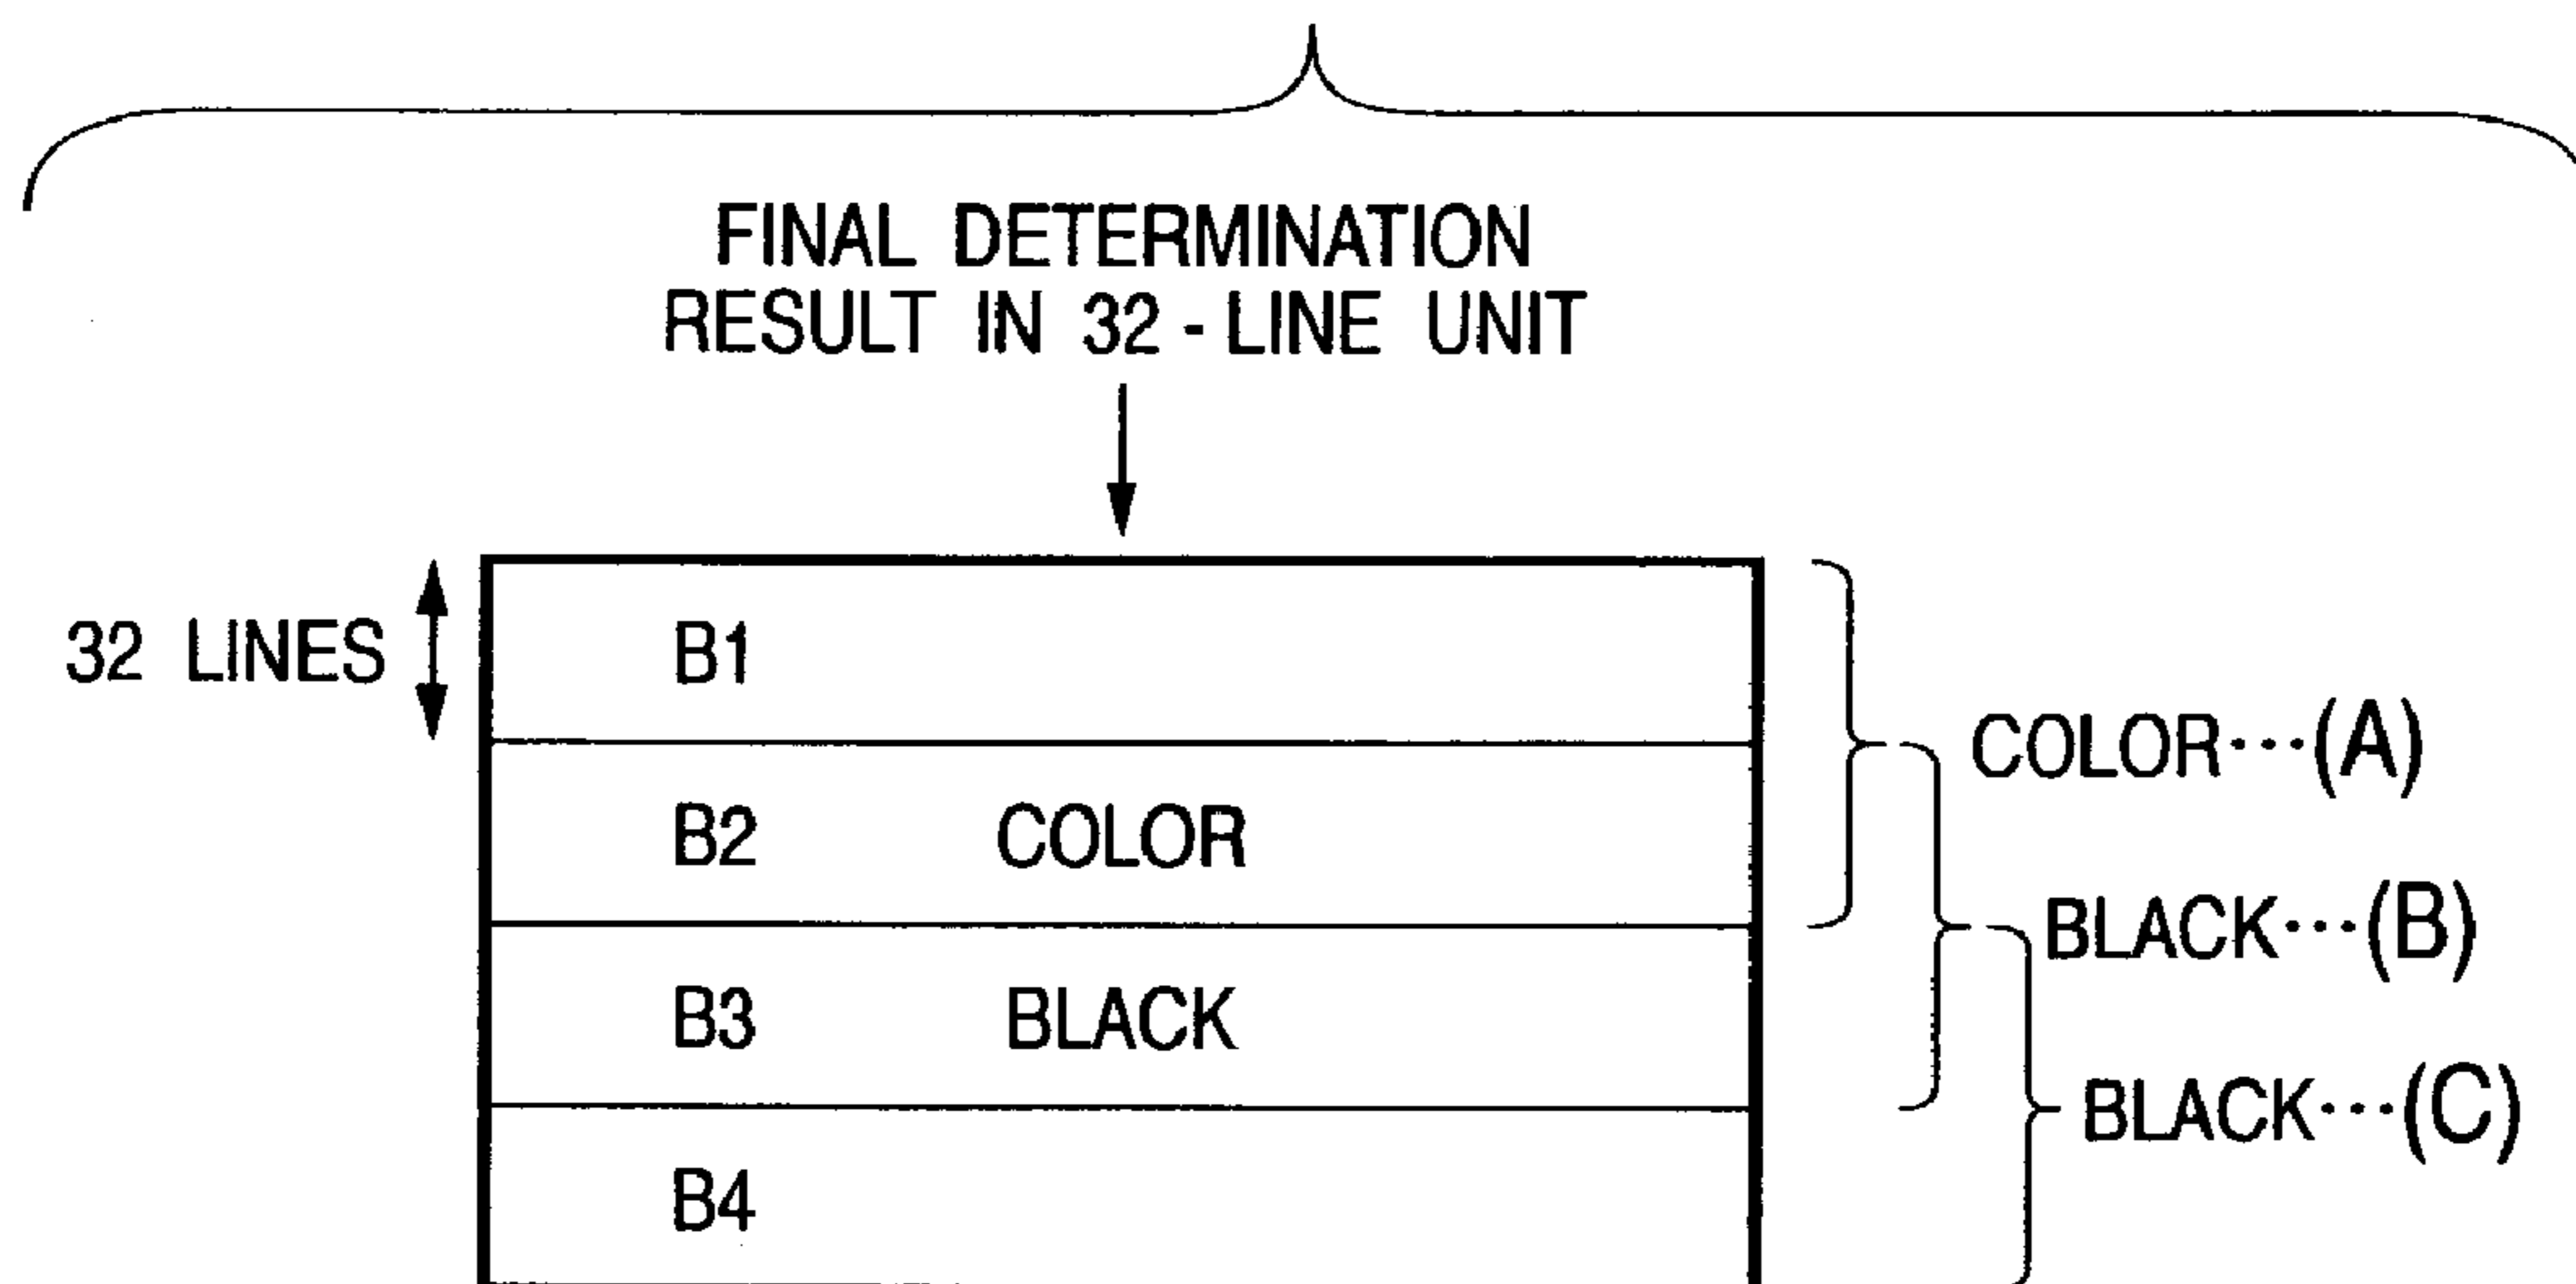 FINAL DETERMINATION
RESULT IN 32-LINE UNIT
32 LINES
B1
COLOR···(A)
B2 COLOR
BLACK···(B)
B3 BLACK
BLACK···(C)
B4